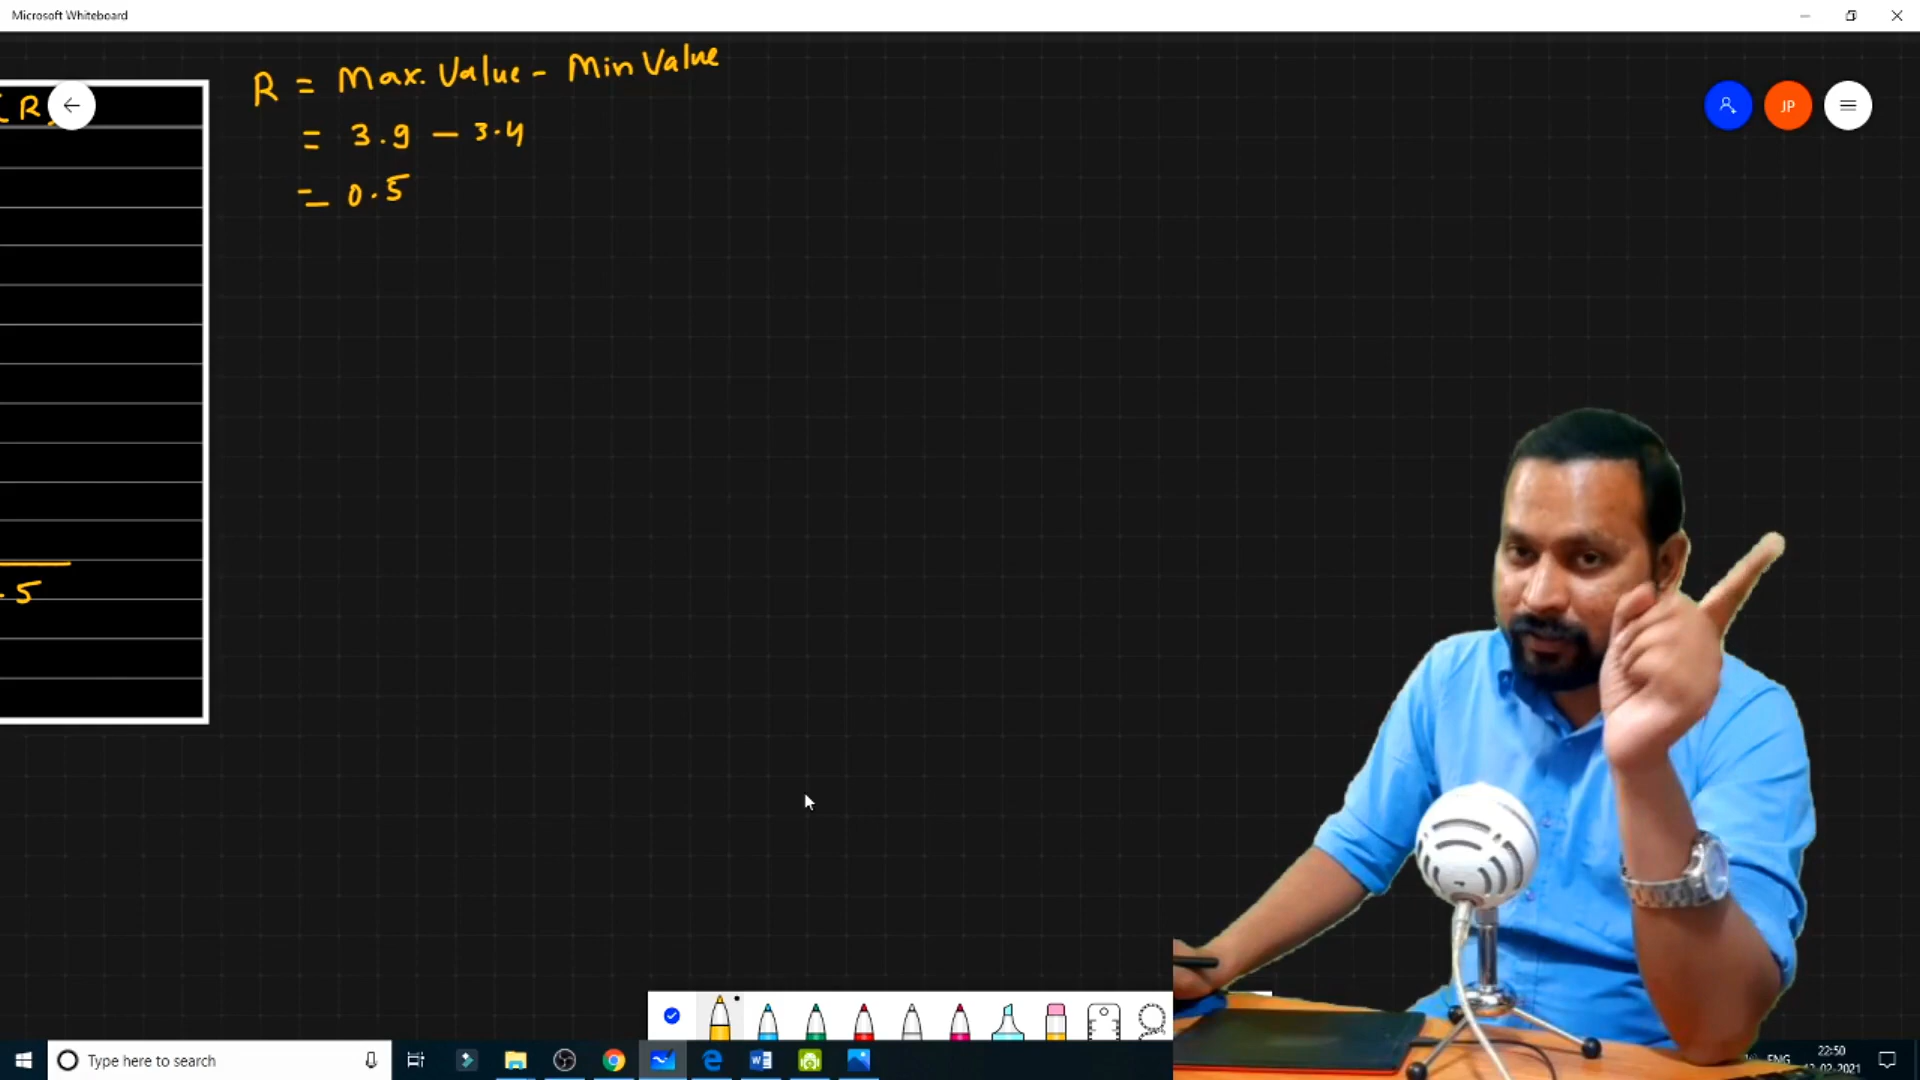 Microsoft Whiteboard
R = Max. Value - Min Value
= 3.9 - 3.4
= 0.5
R
JP
5
Type here to search
ENG
22:50